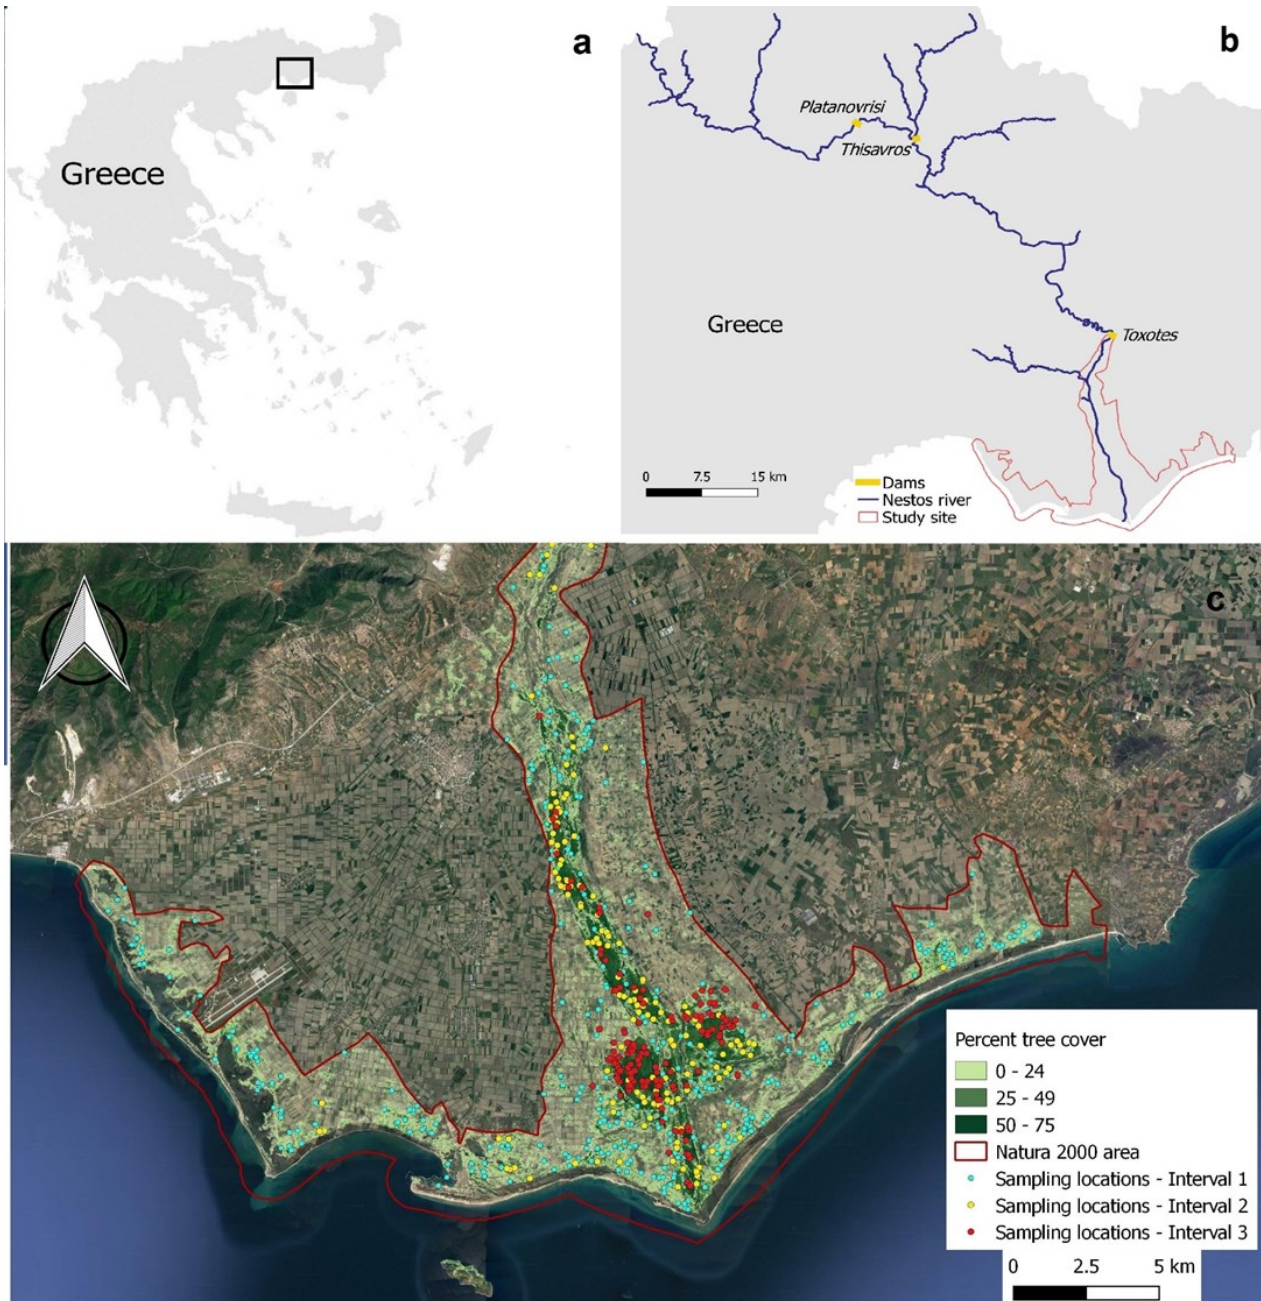 a
Greece
b
Platanovrisi
Thisavros
Toxotes
Greece
0 7.5 15 km
Dams
Nestos river
Study site
c
Percent tree cover
0 - 24
25 - 49
50 - 75
Natura 2000 area
Sampling locations - Interval 1
Sampling locations - Interval 2
Sampling locations - Interval 3
0 2.5 5 km